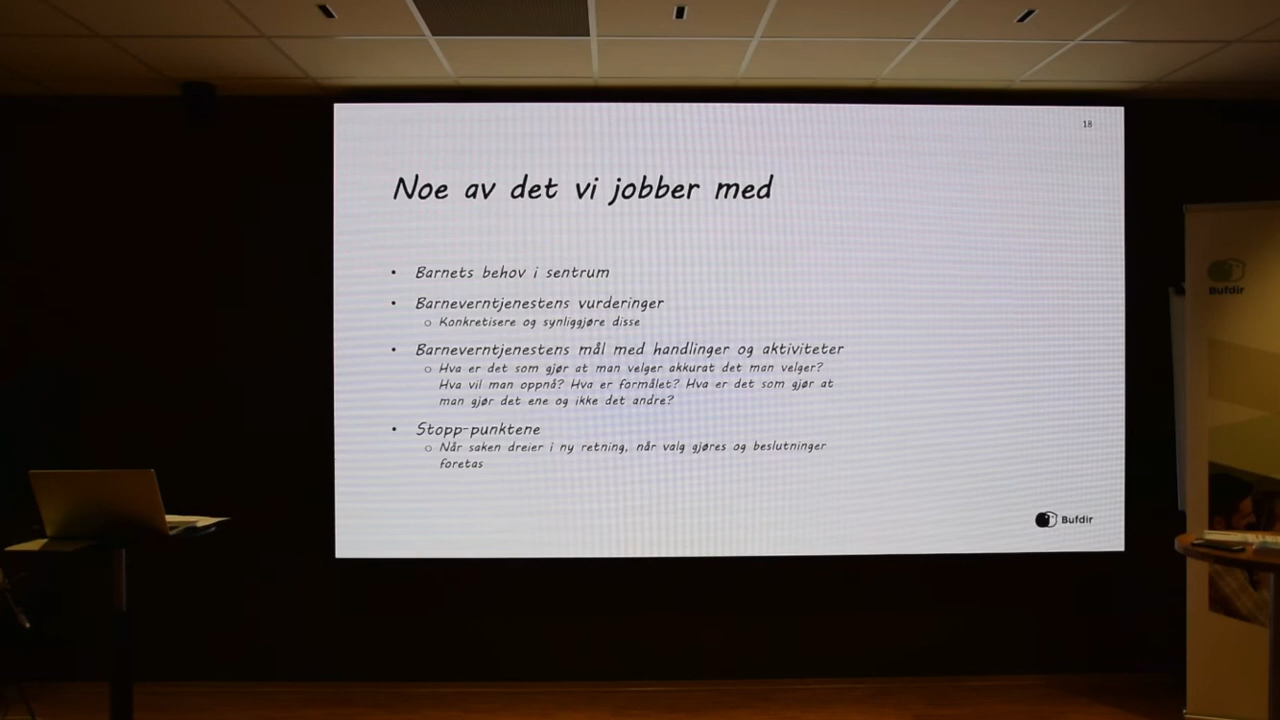 18
Noe av det vi jobber med
• Barnets behov i sentrum
• Barneverntjenestens vurderinger
○ Konkretisere og synliggjøre disse
• Barneverntjenestens mål med handlinger og aktiviteter
○ Hva er det som gjør at man velger akkurat det man velger?
Hva vil man oppnå? Hva er formålet? Hva er det som gjør at
man gjør det ene og ikke det andre?
• Stopp-punktene
○ Når saken dreier i ny retning, når valg gjøres og beslutninger
foretas
Bufdir
Bufdir